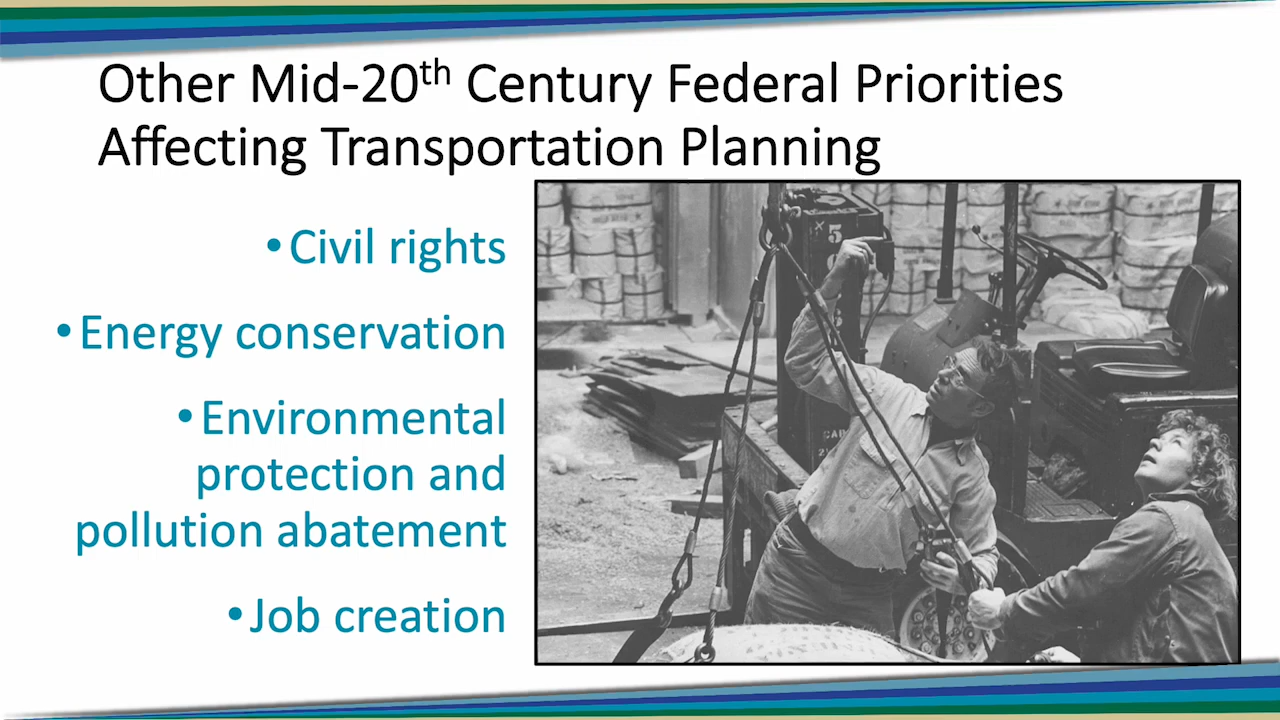 Other Mid-20th Century Federal Priorities
Affecting Transportation Planning
•Civil rights
•Energy conservation
•Environmental
protection and
pollution abatement
•Job creation
5